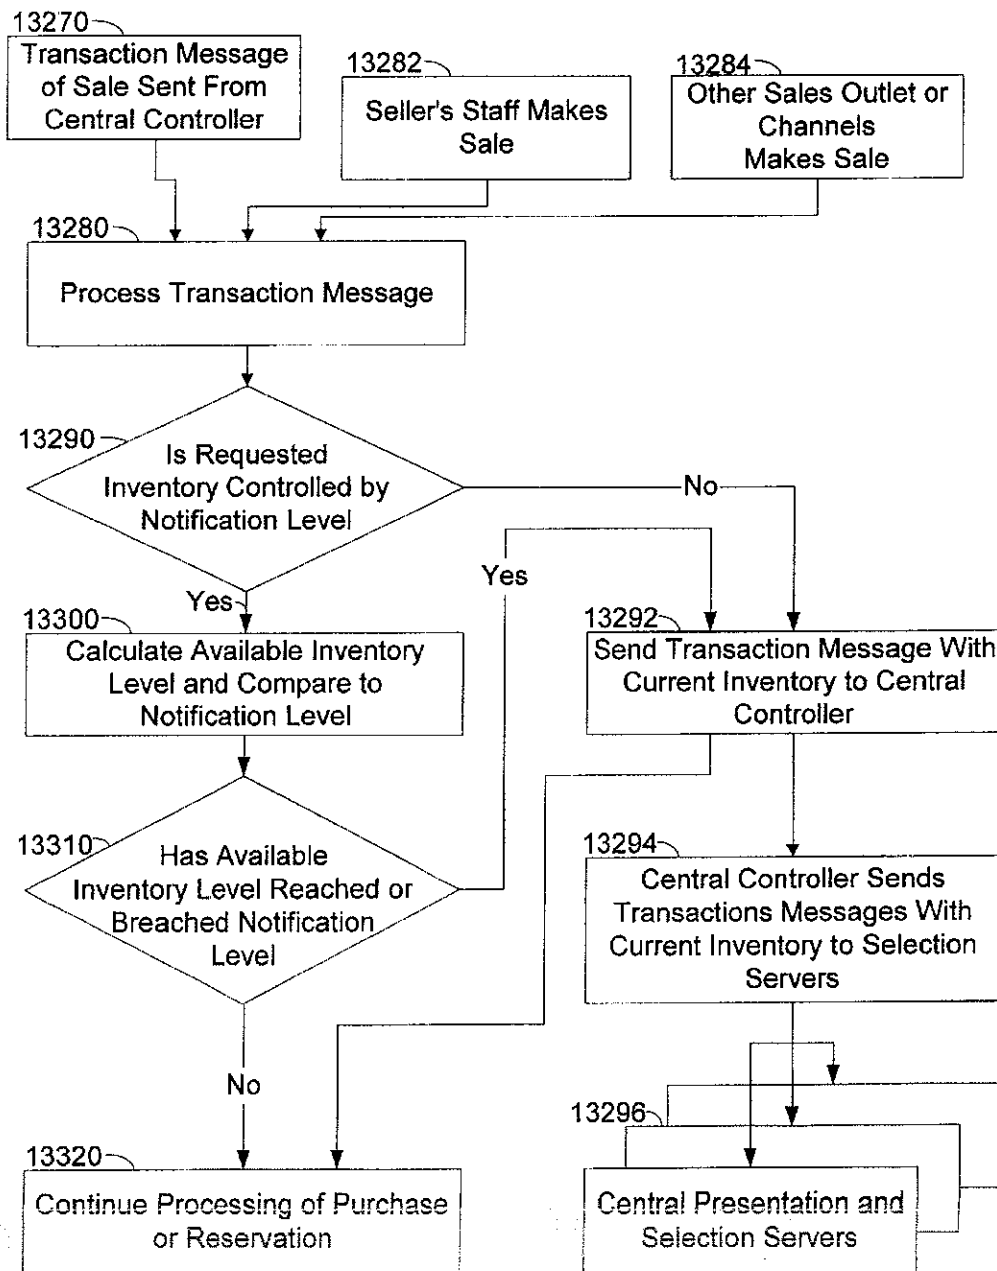 13270
Transaction Message
of Sale Sent From
Central Controller
13282
Seller's Staff Makes
Sale
13284
Other Sales Outlet or
Channels
Makes Sale
13280
Process Transaction Message
13290
Is Requested
Inventory Controlled by
Notification Level
No
Yes
Yes
13300
Calculate Available Inventory
Level and Compare to
Notification Level
13292
Send Transaction Message With
Current Inventory to Central
Controller
13310
Has Available
Inventory Level Reached or
Breached Notification
Level
13294
Central Controller Sends
Transactions Messages With
Current Inventory to Selection
Servers
No
13296
13320
Continue Processing of Purchase
or Reservation
Central Presentation and
Selection Servers